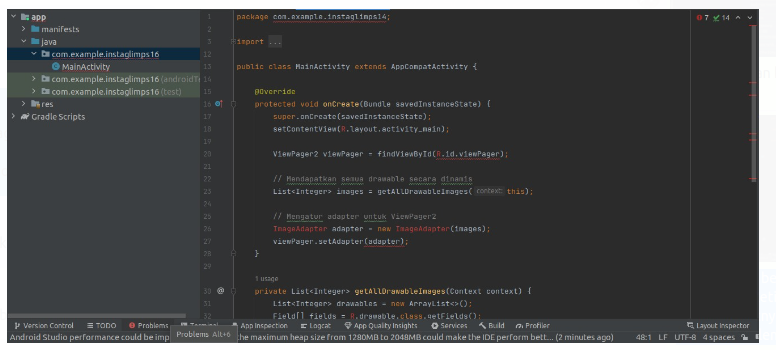 app
manifests
java
com.example.instaglimps16
MainActivity
com.example.instaglimps16 (androidTe
com.example.instaglimps16 (test)
res
Gradle Scripts
1 package com.example.instaglimps14;
2
3 import ...
12
13 public class MainActivity extends AppCompatActivity {
14
15 @Override
16 protected void onCreate(Bundle savedInstanceState) {
17 super.onCreate(savedInstanceState);
18 setContentView(R.layout.activity_main);
19
20 ViewPager2 viewPager = findViewById(R.id.viewPager);
21
22 // Mendapatkan semua drawable secara dinamis
23 List<Integer> images = getAllDrawableImages( context: this);
24
25 // Mengatur adapter untuk ViewPager2
26 ImageAdapter adapter = new ImageAdapter(images);
27 viewPager.setAdapter(adapter);
28 }
29
1 usage
30 @ private List<Integer> getAllDrawableImages(Context context) {
31 List<Integer> drawables = new ArrayList<>();
32 Field[] fields = R.drawable.class.getFields();
7 14
Version Control TODO Problems Terminal App Inspection Logcat App Quality Insights Services Build Profiler Layout Inspector
Problems Alt+6
Android Studio performance could be imp the maximum heap size from 1280MB to 2048MB could make the IDE perform bett... (2 minutes ago) 48:1 LF UTF-8 4 spaces